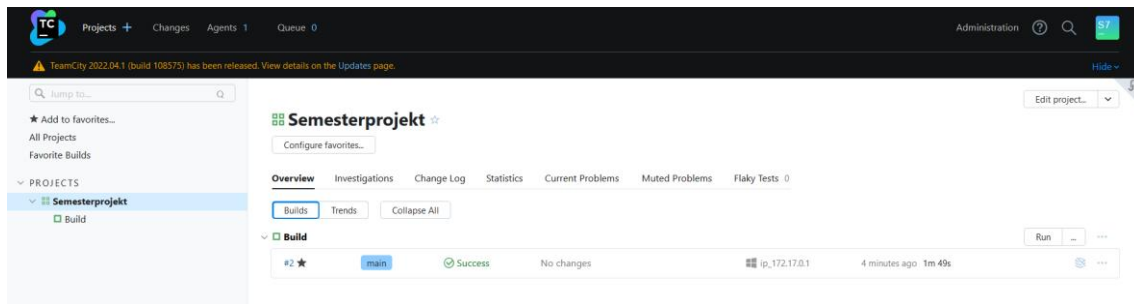 TC
Projects + Changes Agents 1 Queue 0 Administration
S7
TeamCity 2022.04.1 (build 108575) has been released. View details on the Updates page. Hide
Jump to...
Edit project...
★ Add to favorites...
Semesterprojekt
All Projects
Configure favorites...
Favorite Builds
PROJECTS
Overview Investigations Change Log Statistics Current Problems Muted Problems Flaky Tests 0
Semesterprojekt
Build
Builds Trends Collapse All
Build Run ...
#2 ★ main Success No changes ip_172.17.0.1 4 minutes ago 1m 49s